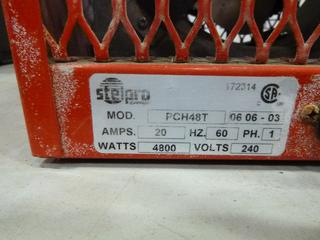 stelpro 172314
MOD. PCH48T 06 06 - 03
AMPS. 20 HZ. 60 PH. 1
WATTS 4800 VOLTS 240